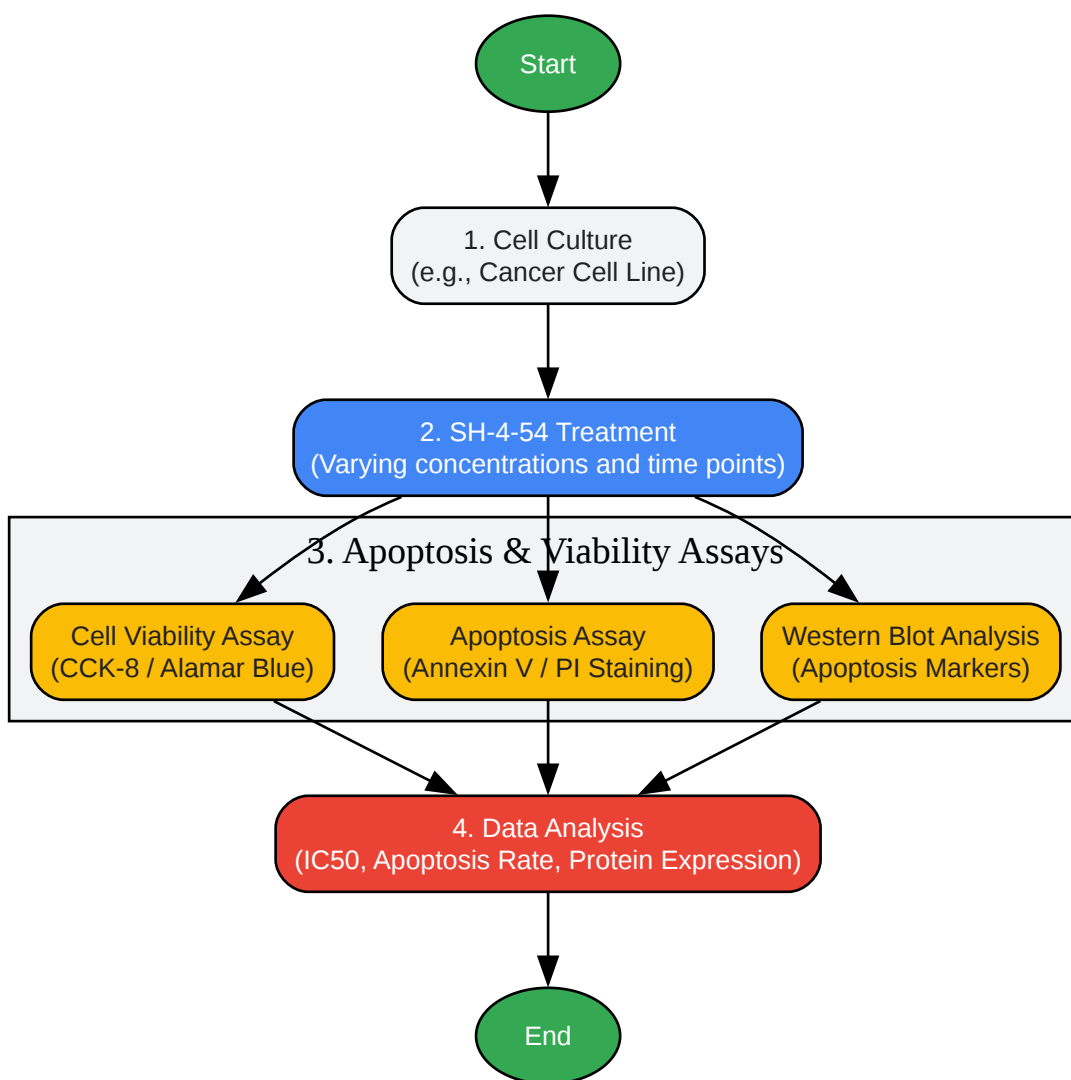 Start
1. Cell Culture
(e.g., Cancer Cell Line)
2. SH-4-54 Treatment
(Varying concentrations and time points)
3. Apoptosis & Viability Assays
Cell Viability Assay
(CCK-8 / Alamar Blue)
Apoptosis Assay
(Annexin V / PI Staining)
Western Blot Analysis
(Apoptosis Markers)
4. Data Analysis
(IC50, Apoptosis Rate, Protein Expression)
End